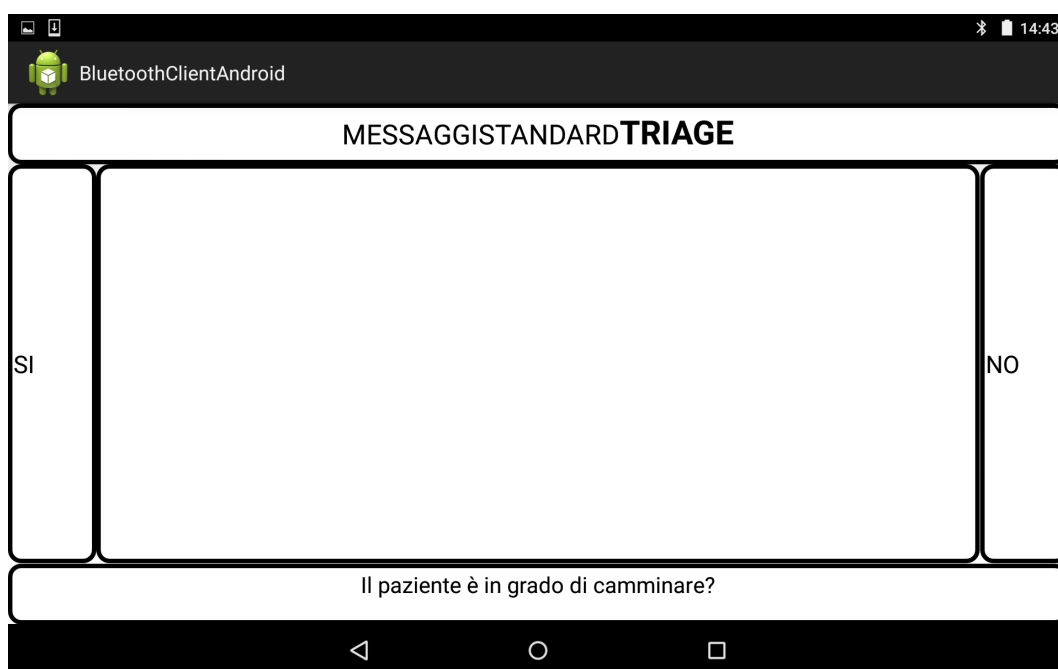 14:43
BluetoothClientAndroid
MESSAGGISTANDARDTRIAGE
SI
NO
Il paziente è in grado di camminare?